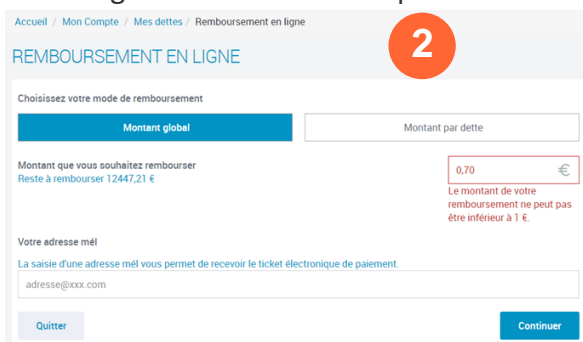 Accueil / Mon Compte / Mes dettes / Remboursement en ligne
2
REMBOURSEMENT EN LIGNE
Choisissez votre mode de remboursement
Montant global
Montant par dette
Montant que vous souhaitez rembourser
Reste à rembourser 12447,21 €
0,70 €
Le montant de votre
remboursement ne peut pas
être inférieur à 1 €.
Votre adresse mél
La saisie d'une adresse mél vous permet de recevoir le ticket électronique de paiement.
adresse@xxx.com
Quitter
Continuer